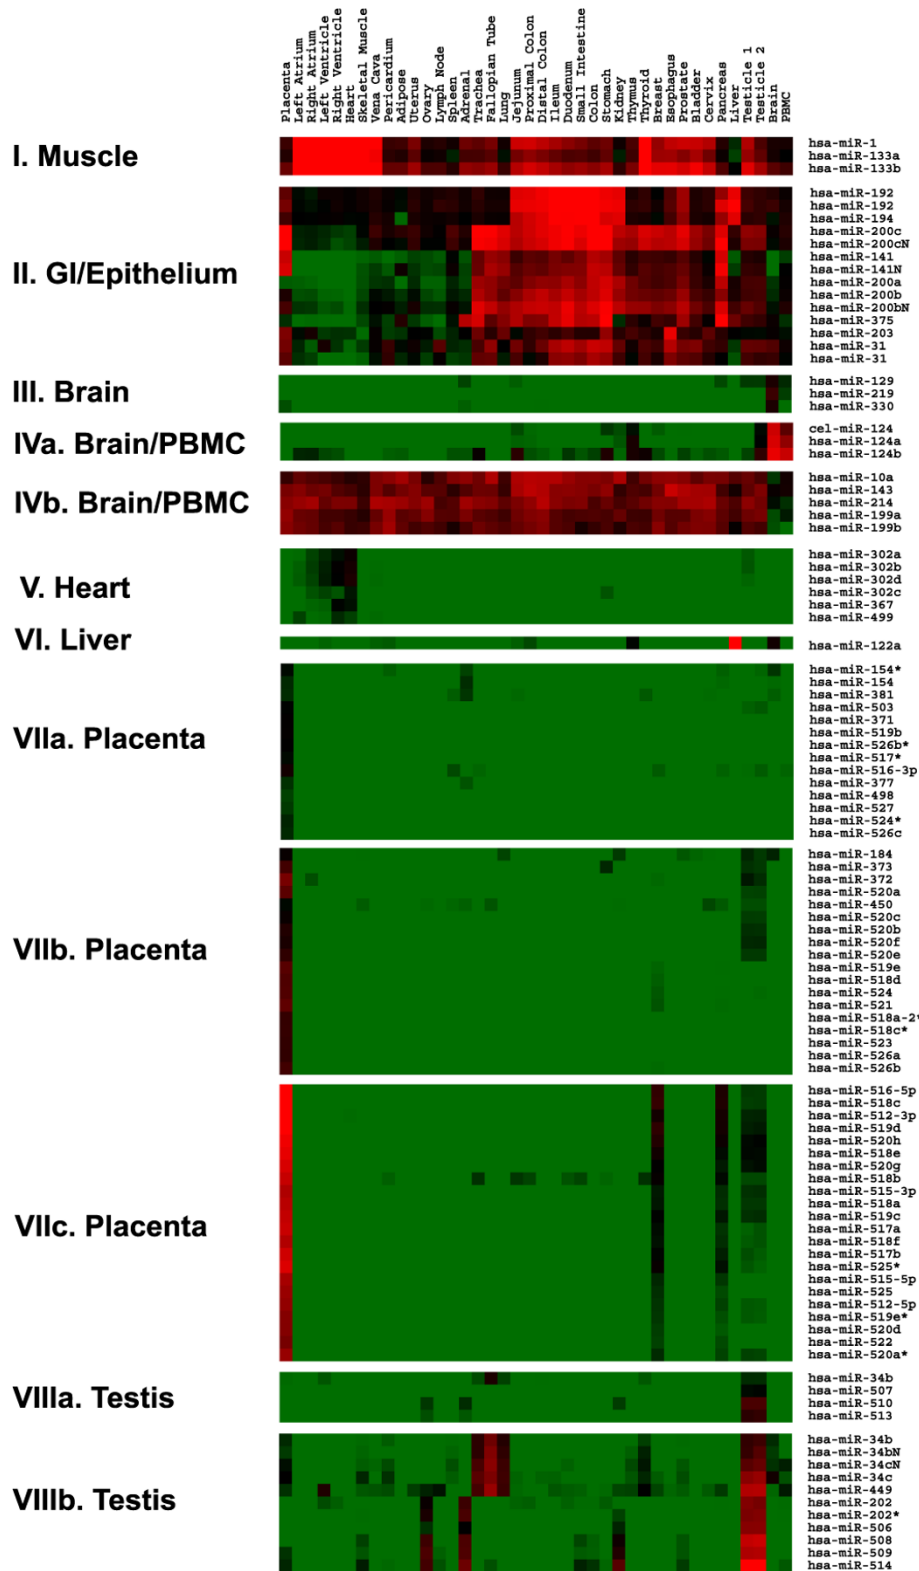 Placenta
Left Atrium
Right Atrium
Left Ventricle
Right Ventricle
Heart
Skeletal Muscle
Vena Cava
Pericardium
Adipose
Uterus
Ovary
Lymph Node
Spleen
Adrenal
Trachea
Fallopian Tube
Lung
Jejunum
Proximal Colon
Distal Colon
Ileum
Duodenum
Small Intestine
Colon
Stomach
Kidney
Thymus
Thyroid
Breast
Esophagus
Prostate
Bladder
Cervix
Pancreas
Liver
Testicle 1
Testicle 2
Brain
PBMC
I. Muscle
hsa-miR-1
hsa-miR-133a
hsa-miR-133b
II. GI/Epithelium
hsa-miR-192
hsa-miR-192
hsa-miR-194
hsa-miR-200c
hsa-miR-200cN
hsa-miR-141
hsa-miR-141N
hsa-miR-200a
hsa-miR-200b
hsa-miR-200bN
hsa-miR-375
hsa-miR-203
hsa-miR-31
hsa-miR-31
III. Brain
hsa-miR-129
hsa-miR-219
hsa-miR-330
IVa. Brain/PBMC
cel-miR-124
hsa-miR-124a
hsa-miR-124b
IVb. Brain/PBMC
hsa-miR-10a
hsa-miR-143
hsa-miR-214
hsa-miR-199a
hsa-miR-199b
V. Heart
hsa-miR-302a
hsa-miR-302b
hsa-miR-302d
hsa-miR-302c
hsa-miR-367
hsa-miR-499
VI. Liver
hsa-miR-122a
VIIa. Placenta
hsa-miR-154*
hsa-miR-154
hsa-miR-381
hsa-miR-503
hsa-miR-371
hsa-miR-519b
hsa-miR-526b*
hsa-miR-517*
hsa-miR-516-3p
hsa-miR-377
hsa-miR-498
hsa-miR-527
hsa-miR-524*
hsa-miR-526c
VIIb. Placenta
hsa-miR-184
hsa-miR-373
hsa-miR-372
hsa-miR-520a
hsa-miR-450
hsa-miR-520c
hsa-miR-520b
hsa-miR-520f
hsa-miR-520e
hsa-miR-519e
hsa-miR-518d
hsa-miR-524
hsa-miR-521
hsa-miR-518a-2*
hsa-miR-518c*
hsa-miR-523
hsa-miR-526a
hsa-miR-526b
VIIc. Placenta
hsa-miR-516-5p
hsa-miR-518c
hsa-miR-512-3p
hsa-miR-519d
hsa-miR-520h
hsa-miR-518e
hsa-miR-520g
hsa-miR-518b
hsa-miR-515-3p
hsa-miR-518a
hsa-miR-519c
hsa-miR-517a
hsa-miR-518f
hsa-miR-517b
hsa-miR-525*
hsa-miR-515-5p
hsa-miR-525
hsa-miR-512-5p
hsa-miR-519e*
hsa-miR-520d
hsa-miR-522
hsa-miR-520a*
VIIIa. Testis
hsa-miR-34b
hsa-miR-507
hsa-miR-510
hsa-miR-513
VIIIb. Testis
hsa-miR-34b
hsa-miR-34bN
hsa-miR-34cN
hsa-miR-34c
hsa-miR-449
hsa-miR-202
hsa-miR-202*
hsa-miR-506
hsa-miR-508
hsa-miR-509
hsa-miR-514